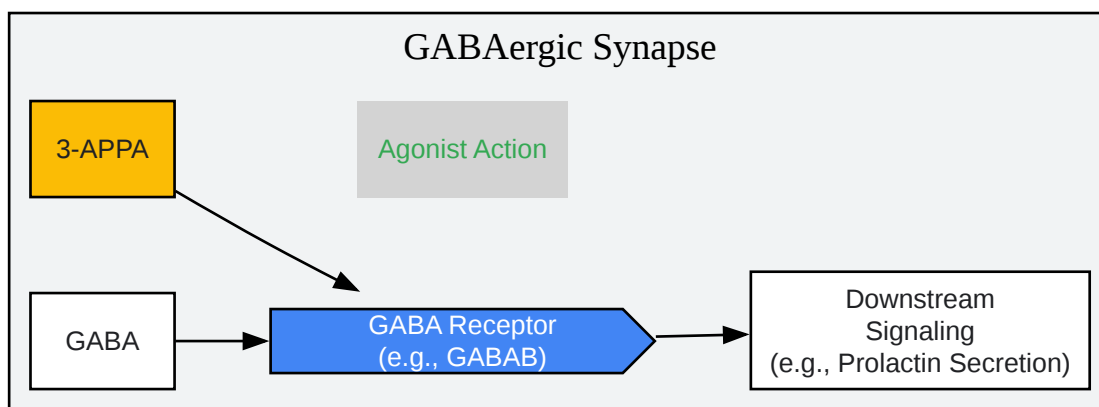 GABAergic Synapse
3-APPA
Agonist Action
GABA
GABA Receptor
(e.g., GABAB)
Downstream
Signaling
(e.g., Prolactin Secretion)